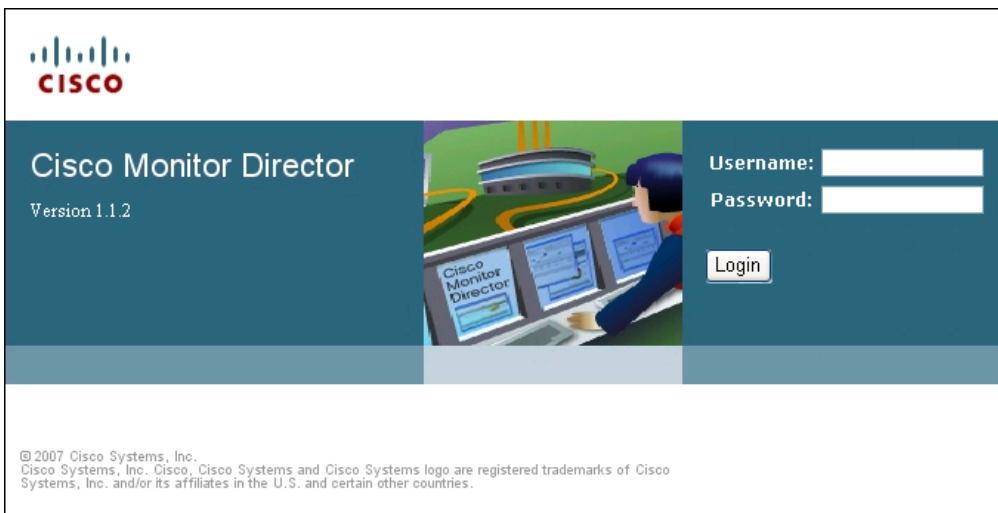 CISCO
Cisco Monitor Director
Version 1.1.2
Cisco
Monitor
Director
Username:
Password:
Login
© 2007 Cisco Systems, Inc.
Cisco Systems, Inc. Cisco, Cisco Systems and Cisco Systems logo are registered trademarks of Cisco
Systems, Inc. and/or its affiliates in the U.S. and certain other countries.